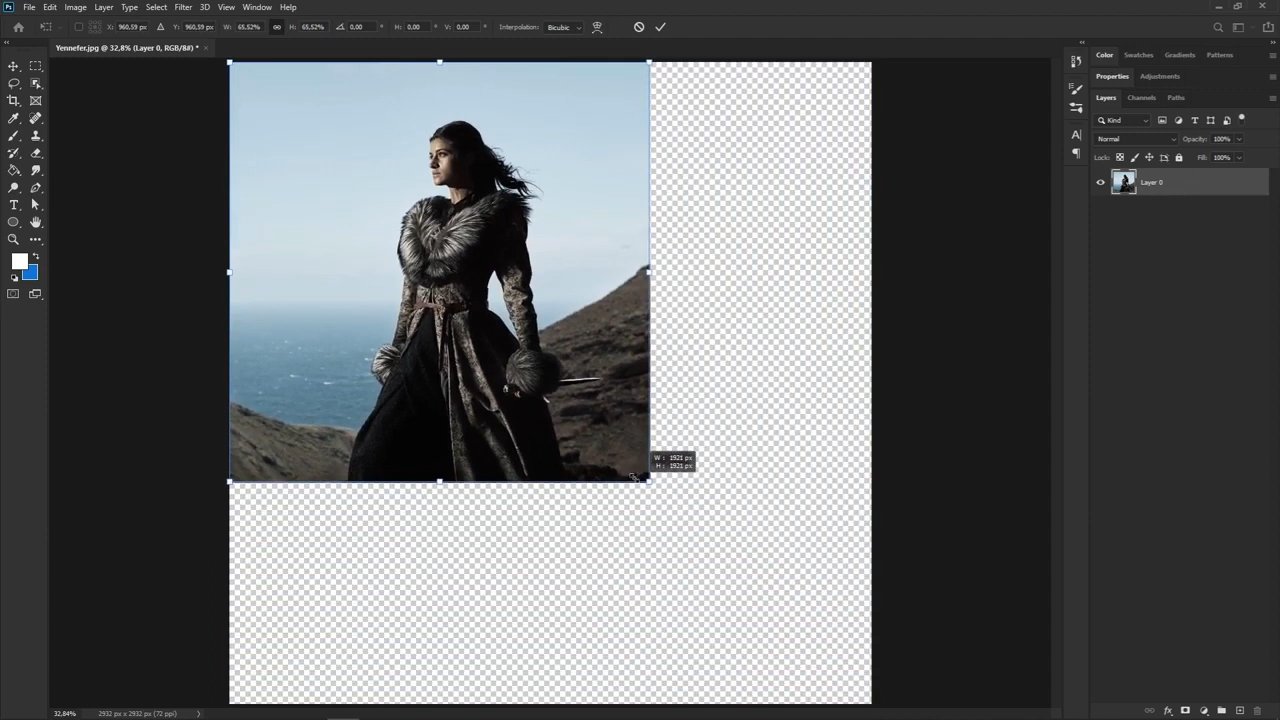 Ps File Edit Image Layer Type Select Filter 3D View Window Help
X: 960,59 px Y: 960,59 px W: 65,52% H: 65,52% 0,00 H: 0,00 V: 0,00 Interpolation: Bicubic
Yennefer.jpg @ 32,8% (Layer 0, RGB/8#) * ×
Color Swatches Gradients Patterns
Properties Adjustments
Layers Channels Paths
Kind
Normal Opacity: 100%
Lock: Fill: 100%
Layer 0
W : 1921 px
H : 1921 px
32,84% 2932 px x 2932 px (72 ppi)